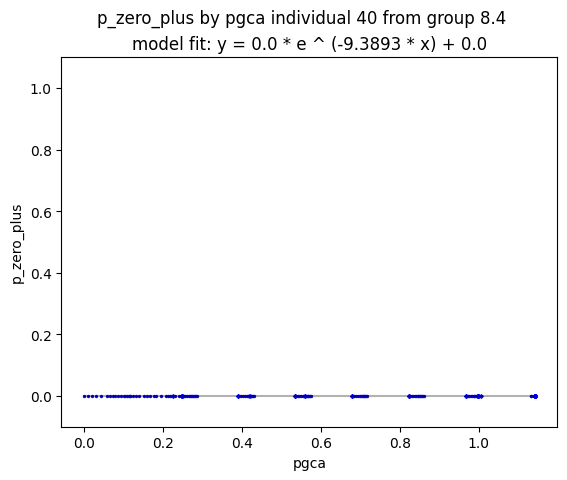 p_zero_plus by pgca individual 40 from group 8.4
model fit: y = 0.0 * e ^ (-9.3893 * x) + 0.0
1.0
0.8
0.6
0.4
0.2
0.0
p_zero_plus
0.0 0.2 0.4 0.6 0.8 1.0
pgca